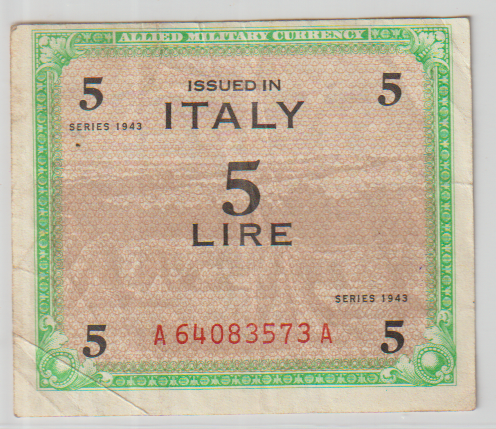 ALLIED MILITARY CURRENCY
5 ISSUED IN 5
ITALY
SERIES 1943
5
LIRE
SERIES 1943
5 A 64083573 A 5